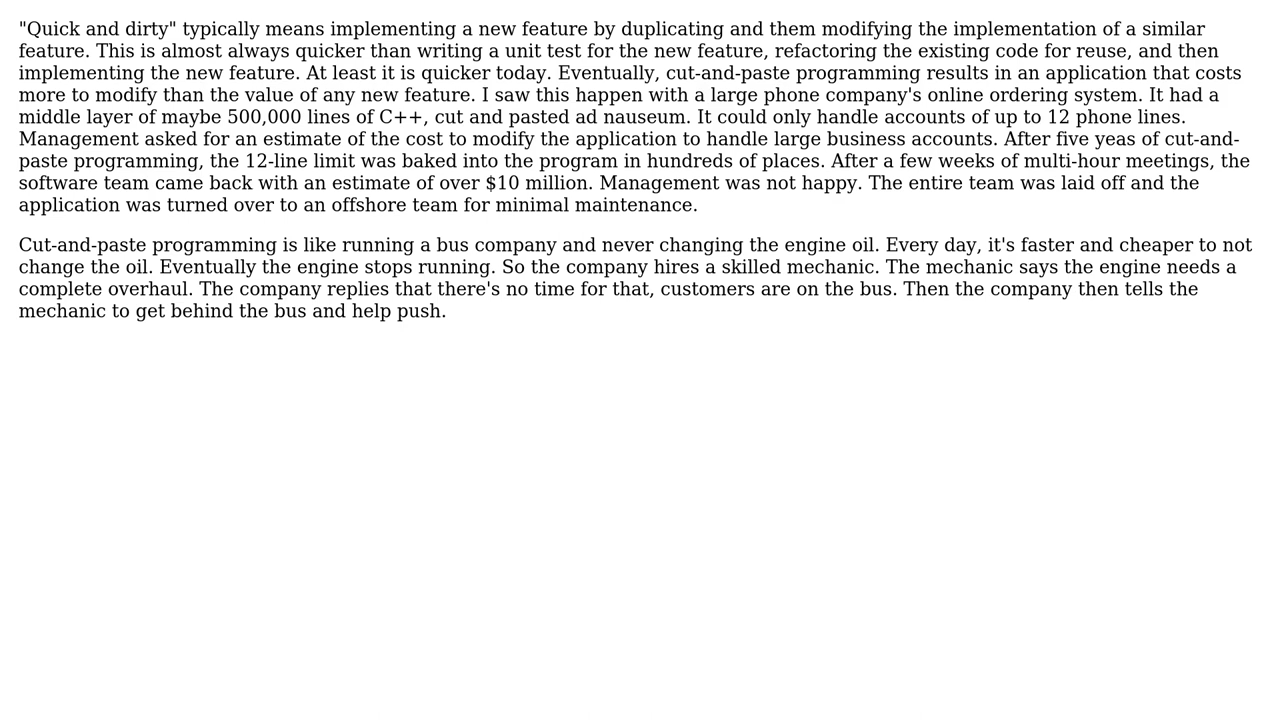 "Quick and dirty" typically means implementing a new feature by duplicating and them modifying the implementation of a similar
feature. This is almost always quicker than writing a unit test for the new feature, refactoring the existing code for reuse, and then
implementing the new feature. At least it is quicker today. Eventually, cut-and-paste programming results in an application that costs
more to modify than the value of any new feature. I saw this happen with a large phone company's online ordering system. It had a
middle layer of maybe 500,000 lines of C++, cut and pasted ad nauseum. It could only handle accounts of up to 12 phone lines.
Management asked for an estimate of the cost to modify the application to handle large business accounts. After five yeas of cut-and-
paste programming, the 12-line limit was baked into the program in hundreds of places. After a few weeks of multi-hour meetings, the
software team came back with an estimate of over $10 million. Management was not happy. The entire team was laid off and the
application was turned over to an offshore team for minimal maintenance.
Cut-and-paste programming is like running a bus company and never changing the engine oil. Every day, it's faster and cheaper to not
change the oil. Eventually the engine stops running. So the company hires a skilled mechanic. The mechanic says the engine needs a
complete overhaul. The company replies that there's no time for that, customers are on the bus. Then the company then tells the
mechanic to get behind the bus and help push.